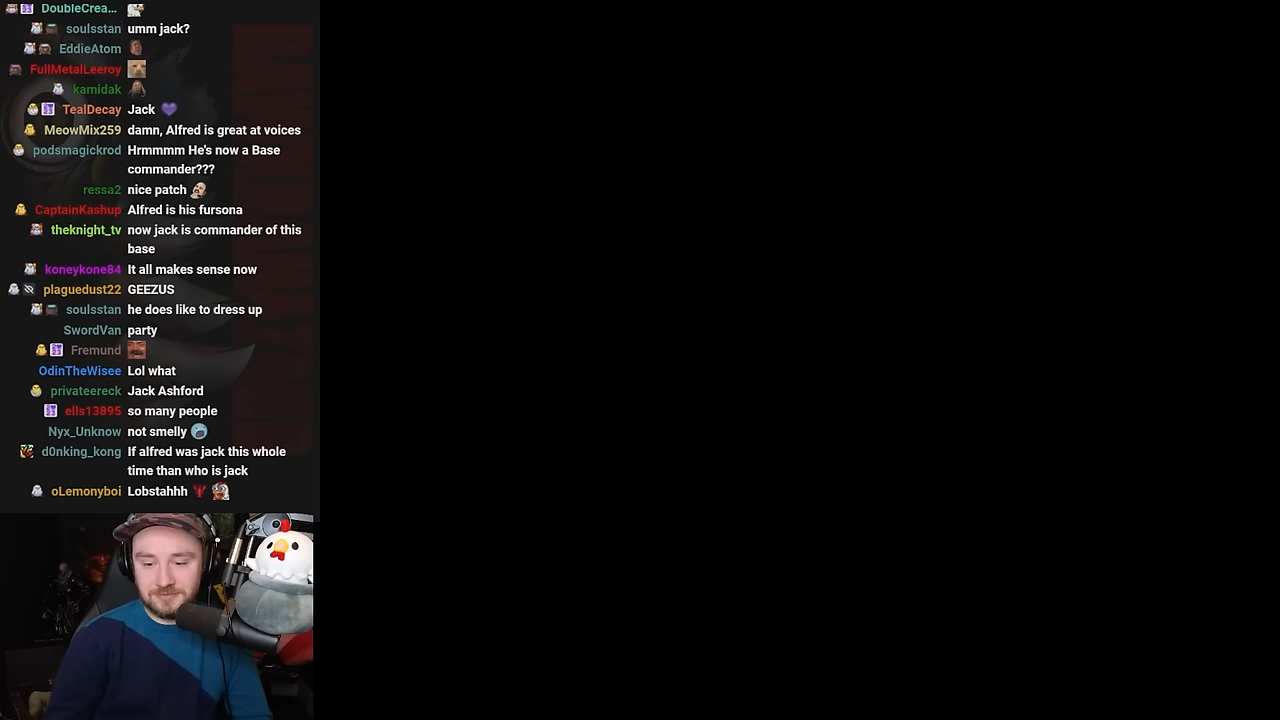 DoubleCrea...
soulsstan umm jack?
EddieAtom
FullMetalLeeroy
kamidak
TealDecay Jack
MeowMix259 damn, Alfred is great at voices
podsmagickrod Hrmmmm He's now a Base
commander???
ressa2 nice patch
CaptainKashup Alfred is his fursona
theknight_tv now jack is commander of this
base
koneykone84 It all makes sense now
plaguedust22 GEEZUS
soulsstan he does like to dress up
SwordVan party
Fremund
OdinTheWisee Lol what
privateereck Jack Ashford
ells13895 so many people
Nyx_Unknow not smelly
d0nking_kong If alfred was jack this whole
time than who is jack
oLemonyboi Lobstahhh